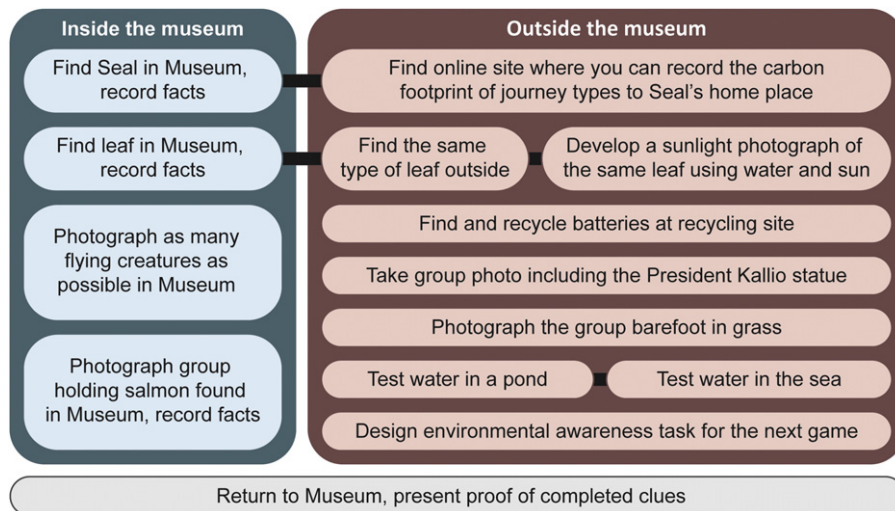 Inside the museum
Find Seal in Museum,
record facts
Find leaf in Museum,
record facts
Photograph as many
flying creatures as
possible in Museum
Photograph group
holding salmon found
in Museum, record facts
Outside the museum
Find online site where you can record the carbon
footprint of journey types to Seal’s home place
Find the same
type of leaf outside
Develop a sunlight photograph of
the same leaf using water and sun
Find and recycle batteries at recycling site
Take group photo including the President Kallio statue
Photograph the group barefoot in grass
Test water in a pond
Test water in the sea
Design environmental awareness task for the next game
Return to Museum, present proof of completed clues